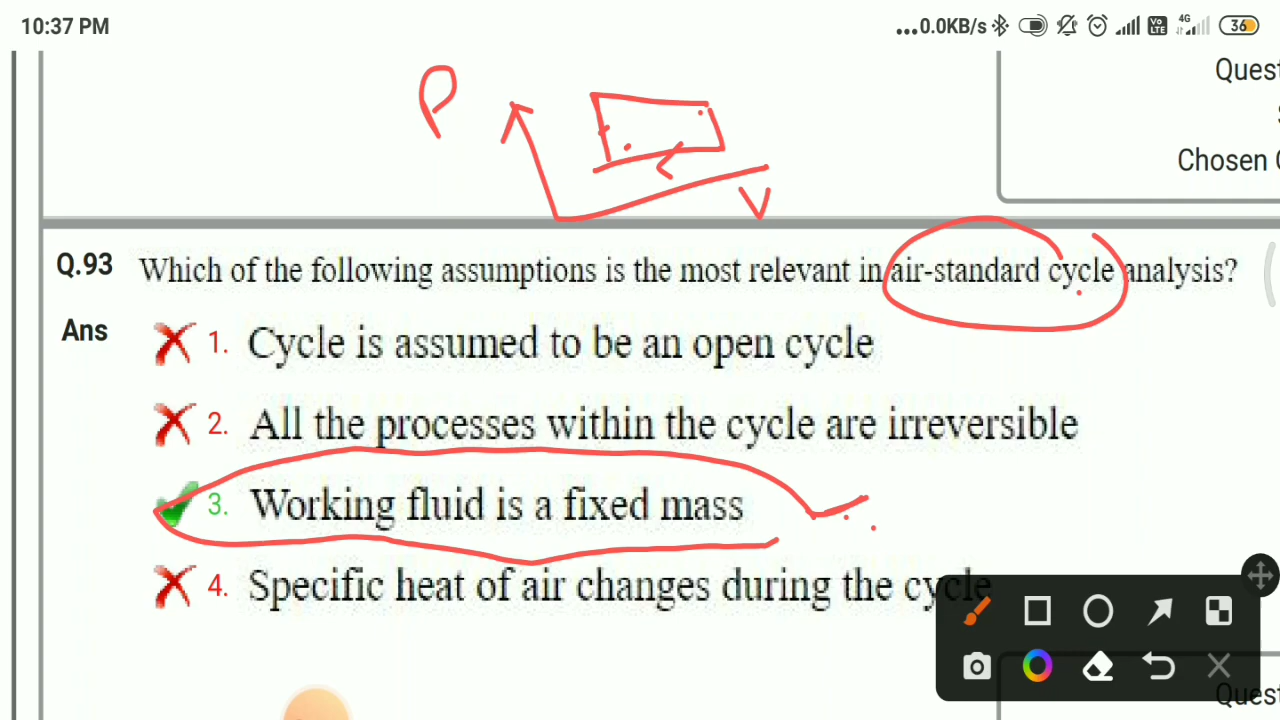 10:37 PM ...0.0KB/s Vo LTE 4G 36
Quest
P
Chosen
V
Q.93 Which of the following assumptions is the most relevant in air-standard cycle analysis?
Ans
1. Cycle is assumed to be an open cycle
2. All the processes within the cycle are irreversible
3. Working fluid is a fixed mass
4. Specific heat of air changes during the cycle
Quest